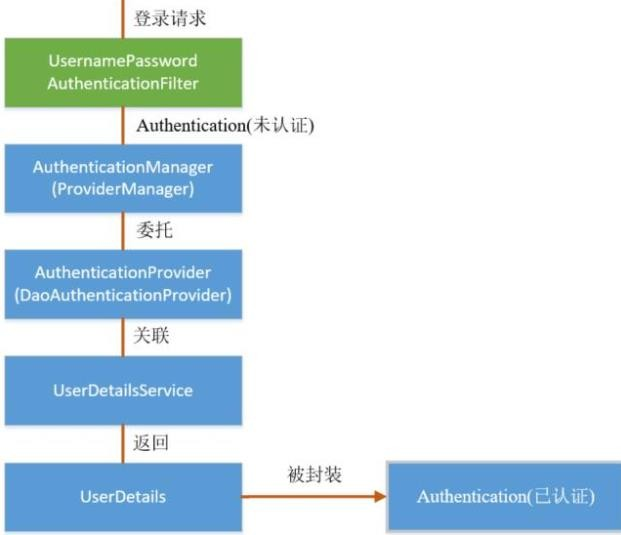 登录请求
UsernamePassword
AuthenticationFilter
Authentication(未认证)
AuthenticationManager
(ProviderManager)
委托
AuthenticationProvider
(DaoAuthenticationProvider)
关联
UserDetailsService
返回
UserDetails
被封装
Authentication(已认证)